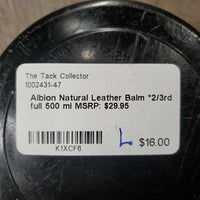 The Tack Collector
1002431-47
Albion Natural Leather Balm *2/3rd
full 500 ml MSRP: $29.95
L $16.00
K1XCF6